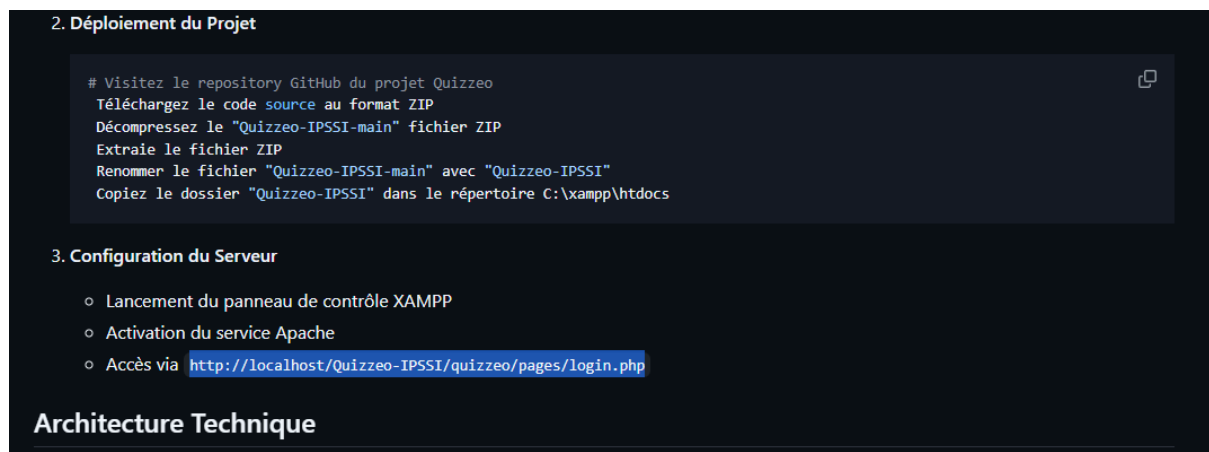 2. Déploiement du Projet
# Visitez le repository GitHub du projet Quizzeo
Téléchargez le code source au format ZIP
Décompressez le "Quizzeo-IPSSI-main" fichier ZIP
Extraie le fichier ZIP
Renommer le fichier "Quizzeo-IPSSI-main" avec "Quizzeo-IPSSI"
Copiez le dossier "Quizzeo-IPSSI" dans le répertoire C:\xampp\htdocs
3. Configuration du Serveur
Lancement du panneau de contrôle XAMPP
Activation du service Apache
Accès via http://localhost/Quizzeo-IPSSI/quizzeo/pages/login.php
Architecture Technique